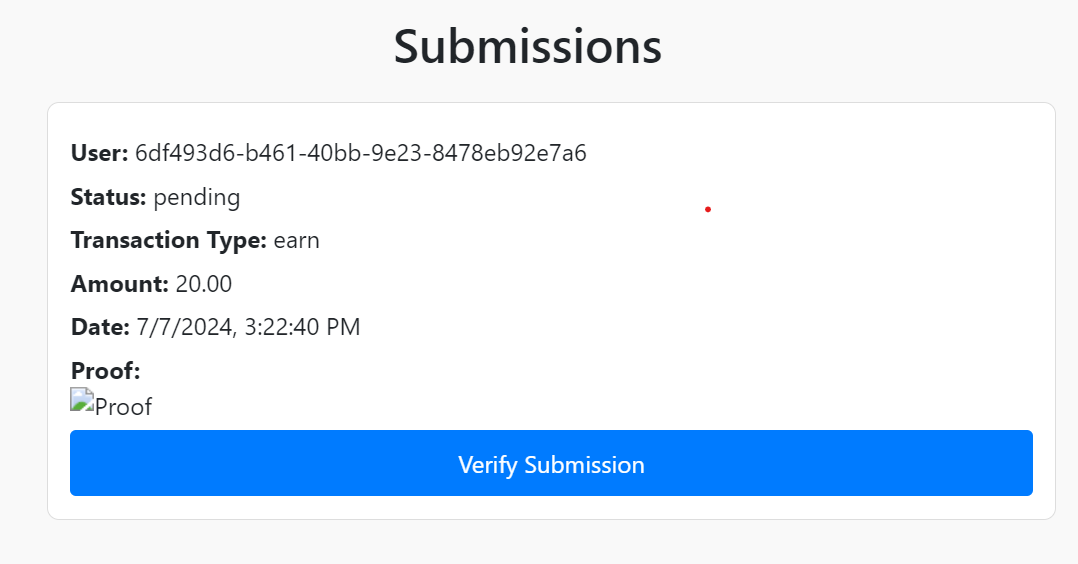 Submissions
User: 6df493d6-b461-40bb-9e23-8478eb92e7a6
Status: pending
Transaction Type: earn
Amount: 20.00
Date: 7/7/2024, 3:22:40 PM
Proof:
Proof
Verify Submission